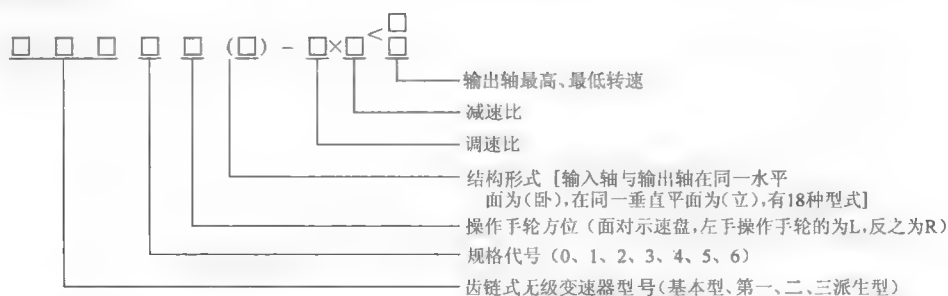 □ □ □ □ □ (□) - □×□<□
□
输出轴最高、最低转速
减速比
调速比
结构形式 [输入轴与输出轴在同一水平
面为(卧),在同一垂直平面为(立),有18种型式]
操作手轮方位 (面对示速盘,左手操作手轮的为L,反之为R)
规格代号 (0、1、2、3、4、5、6)
齿链式无级变速器型号(基本型、第一、二、三派生型)